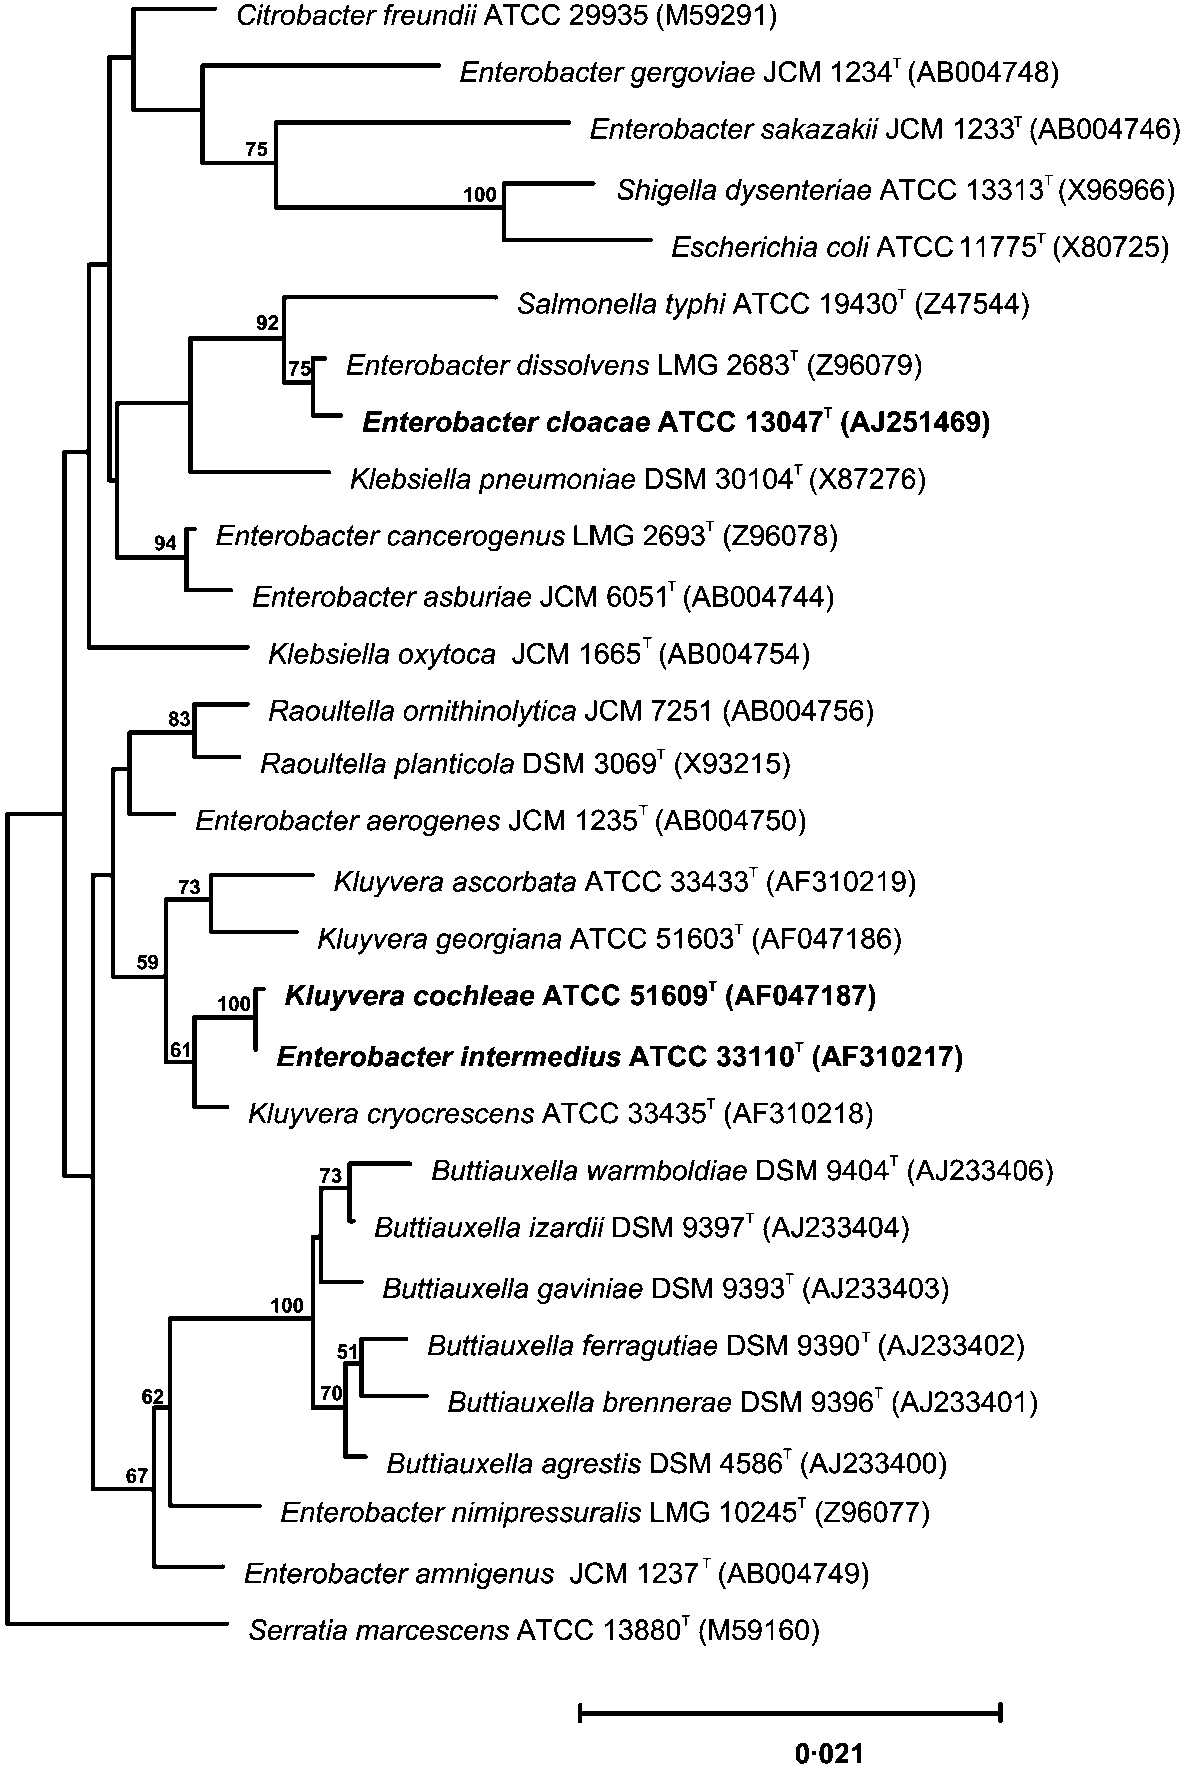 Citrobacter freundii ATCC 29935 (M59291)
Enterobacter gergoviae JCM 1234ᵀ (AB004748)
Enterobacter sakazakii JCM 1233ᵀ (AB004746)
75
Shigella dysenteriae ATCC 13313ᵀ (X96966)
100
Escherichia coli ATCC 11775ᵀ (X80725)
Salmonella typhi ATCC 19430ᵀ (Z47544)
92
Enterobacter dissolvens LMG 2683ᵀ (Z96079)
75
Enterobacter cloacae ATCC 13047ᵀ (AJ251469)
Klebsiella pneumoniae DSM 30104ᵀ (X87276)
Enterobacter cancerogenus LMG 2693ᵀ (Z96078)
94
Enterobacter asburiae JCM 6051ᵀ (AB004744)
Klebsiella oxytoca JCM 1665ᵀ (AB004754)
Raoultella ornithinolytica JCM 7251 (AB004756)
83
Raoultella planticola DSM 3069ᵀ (X93215)
Enterobacter aerogenes JCM 1235ᵀ (AB004750)
Kluyvera ascorbata ATCC 33433ᵀ (AF310219)
73
Kluyvera georgiana ATCC 51603ᵀ (AF047186)
59
Kluyvera cochleae ATCC 51609ᵀ (AF047187)
100
Enterobacter intermedius ATCC 33110ᵀ (AF310217)
61
Kluyvera cryocrescens ATCC 33435ᵀ (AF310218)
Buttiauxella warmboldiae DSM 9404ᵀ (AJ233406)
73
Buttiauxella izardii DSM 9397ᵀ (AJ233404)
Buttiauxella gaviniae DSM 9393ᵀ (AJ233403)
100
Buttiauxella ferragutiae DSM 9390ᵀ (AJ233402)
51
Buttiauxella brennerae DSM 9396ᵀ (AJ233401)
70
62
Buttiauxella agrestis DSM 4586ᵀ (AJ233400)
67
Enterobacter nimipressuralis LMG 10245ᵀ (Z96077)
Enterobacter amnigenus JCM 1237ᵀ (AB004749)
Serratia marcescens ATCC 13880ᵀ (M59160)
0·021